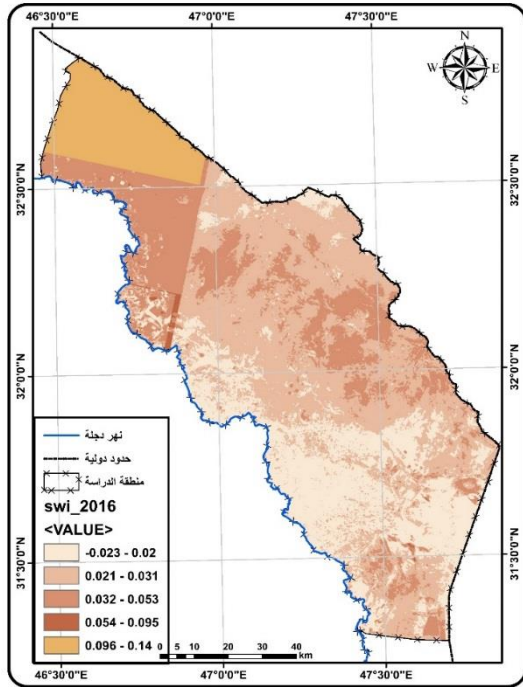 46°30'0"E 47°0'0"E 47°30'0"E
N
W E
S
32°30'0"N 32°30'0"N
32°0'0"N 32°0'0"N
نهر دجلة
حدود دولية
منطقة الدراسة
swi_2016
<VALUE>
-0.023 - 0.02
0.021 - 0.031
0.032 - 0.053
0.054 - 0.095
0.096 - 0.14
31°30'0"N 31°30'0"N
0 5 10 20 30 40
km
46°30'0"E 47°0'0"E 47°30'0"E